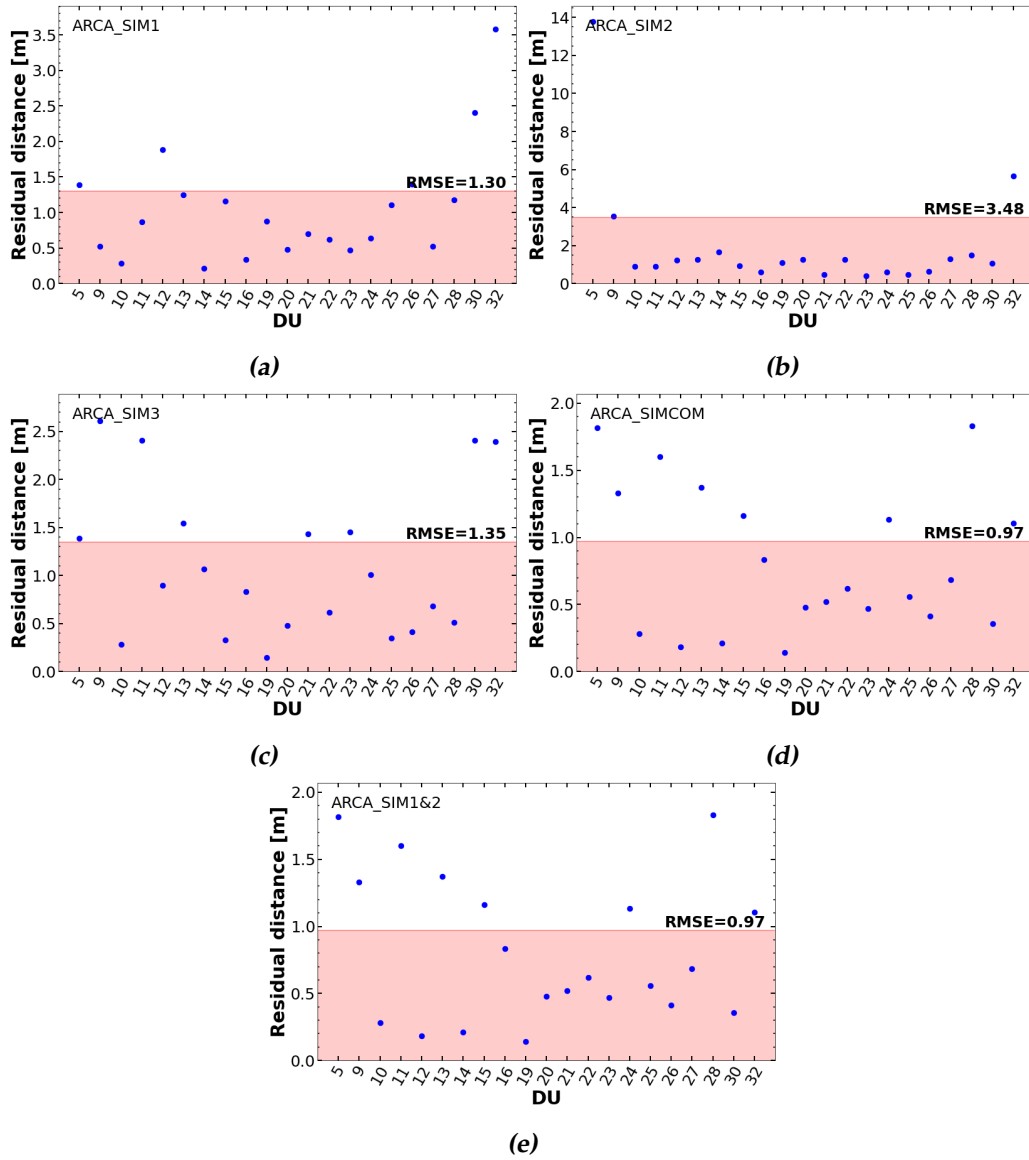 ARCA_SIM1
Residual distance [m]
3.5
3.0
2.5
2.0
1.5
1.0
0.5
0.0
RMSE=1.30
5 9 10 11 12 13 14 15 16 19 20 21 22 23 24 25 26 27 28 30 32
DU
(a)
ARCA_SIM2
Residual distance [m]
14
12
10
8
6
4
2
0
RMSE=3.48
5 9 10 11 12 13 14 15 16 19 20 21 22 23 24 25 26 27 28 30 32
DU
(b)
ARCA_SIM3
Residual distance [m]
2.5
2.0
1.5
1.0
0.5
0.0
RMSE=1.35
5 9 10 11 12 13 14 15 16 19 20 21 22 23 24 25 26 27 28 30 32
DU
(c)
ARCA_SIMCOM
Residual distance [m]
2.0
1.5
1.0
0.5
0.0
RMSE=0.97
5 9 10 11 12 13 14 15 16 19 20 21 22 23 24 25 26 27 28 30 32
DU
(d)
ARCA_SIM1&2
Residual distance [m]
2.0
1.5
1.0
0.5
0.0
RMSE=0.97
5 9 10 11 12 13 14 15 16 19 20 21 22 23 24 25 26 27 28 30 32
DU
(e)